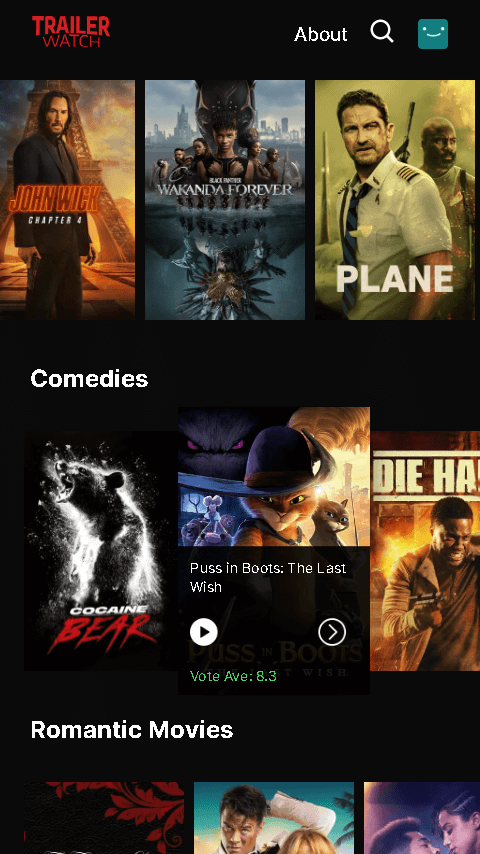 TRAILER
WATCH
About
JOHN WICK
CHAPTER 4
BLACK PANTHER
WAKANDA FOREVER
PLANE
Comedies
COCAINE
BEAR
Puss in Boots: The Last
Wish
PUSS IN BOOTS
LAST WISH
Vote Ave: 8.3
DIE HA
Romantic Movies